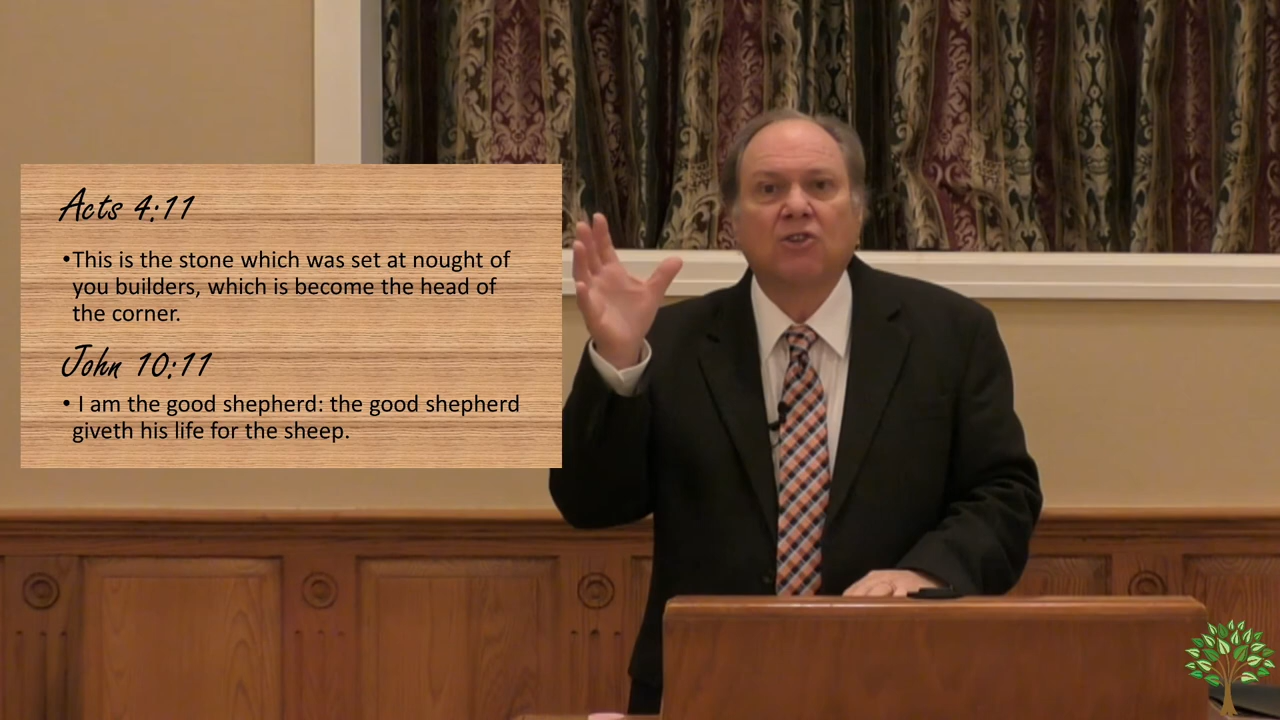 Acts 4:11
•This is the stone which was set at nought of
you builders, which is become the head of
the corner.
John 10:11
• I am the good shepherd: the good shepherd
giveth his life for the sheep.